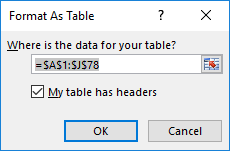 Format As Table
Where is the data for your table?
=$A$1:$J$78
My table has headers
OK
Cancel